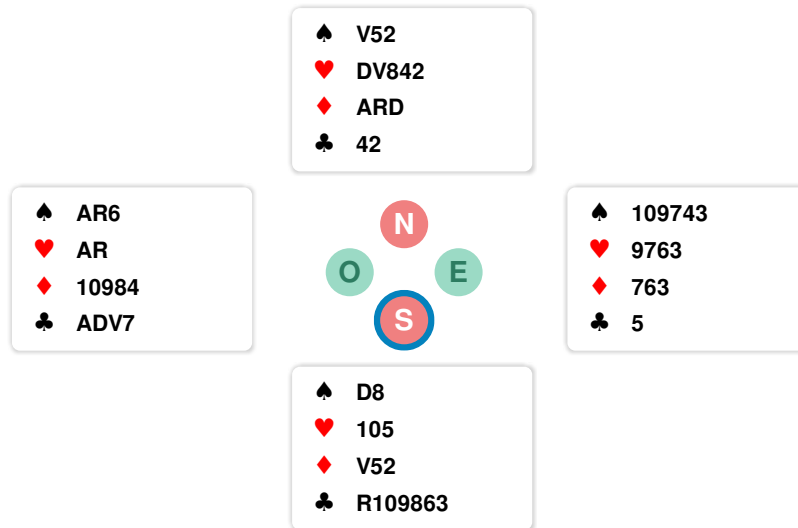 ♠ V52
♥ DV842
♦ ARD
♣ 42
♠ AR6
♥ AR
♦ 10984
♣ ADV7
N
O E
S
♠ 109743
♥ 9763
♦ 763
♣ 5
♠ D8
♥ 105
♦ V52
♣ R109863